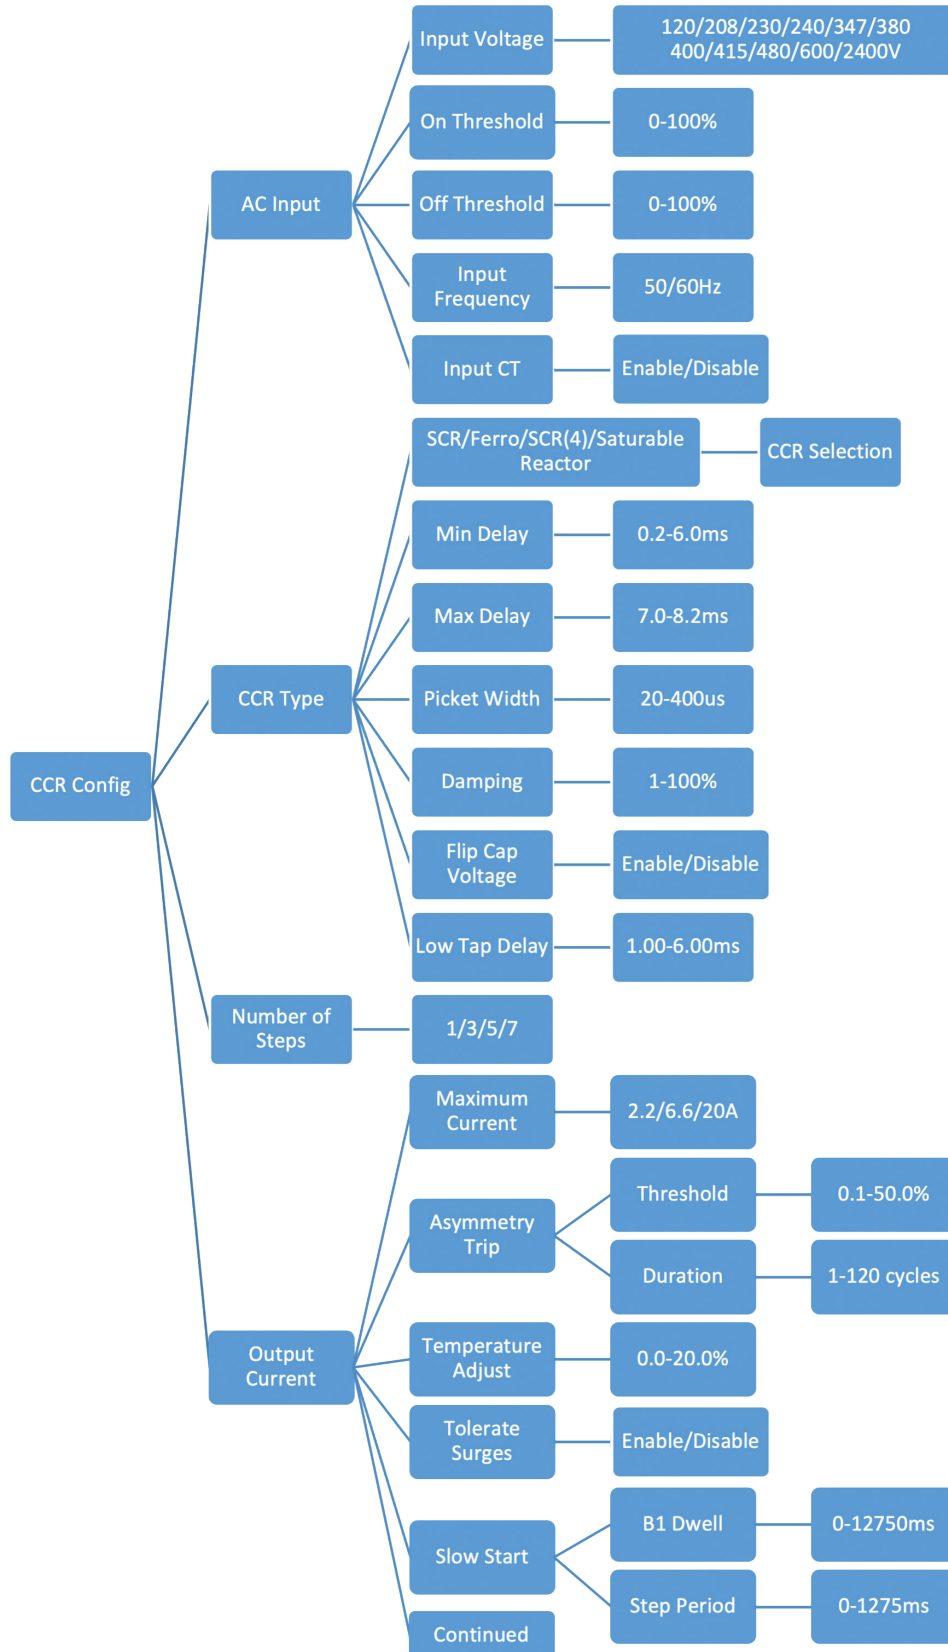 Input Voltage
120/208/230/240/347/380
400/415/480/600/2400V
On Threshold
0-100%
AC Input
Off Threshold
0-100%
Input
Frequency
50/60Hz
Input CT
Enable/Disable
SCR/Ferro/SCR(4)/Saturable
Reactor
CCR Selection
Min Delay
0.2-6.0ms
Max Delay
7.0-8.2ms
CCR Type
Picket Width
20-400us
CCR Config
Damping
1-100%
Flip Cap
Voltage
Enable/Disable
Low Tap Delay
1.00-6.00ms
Number of
Steps
1/3/5/7
Maximum
Current
2.2/6.6/20A
Asymmetry
Trip
Threshold
0.1-50.0%
Duration
1-120 cycles
Output
Current
Temperature
Adjust
0.0-20.0%
Tolerate
Surges
Enable/Disable
Slow Start
B1 Dwell
0-12750ms
Step Period
0-1275ms
Continued